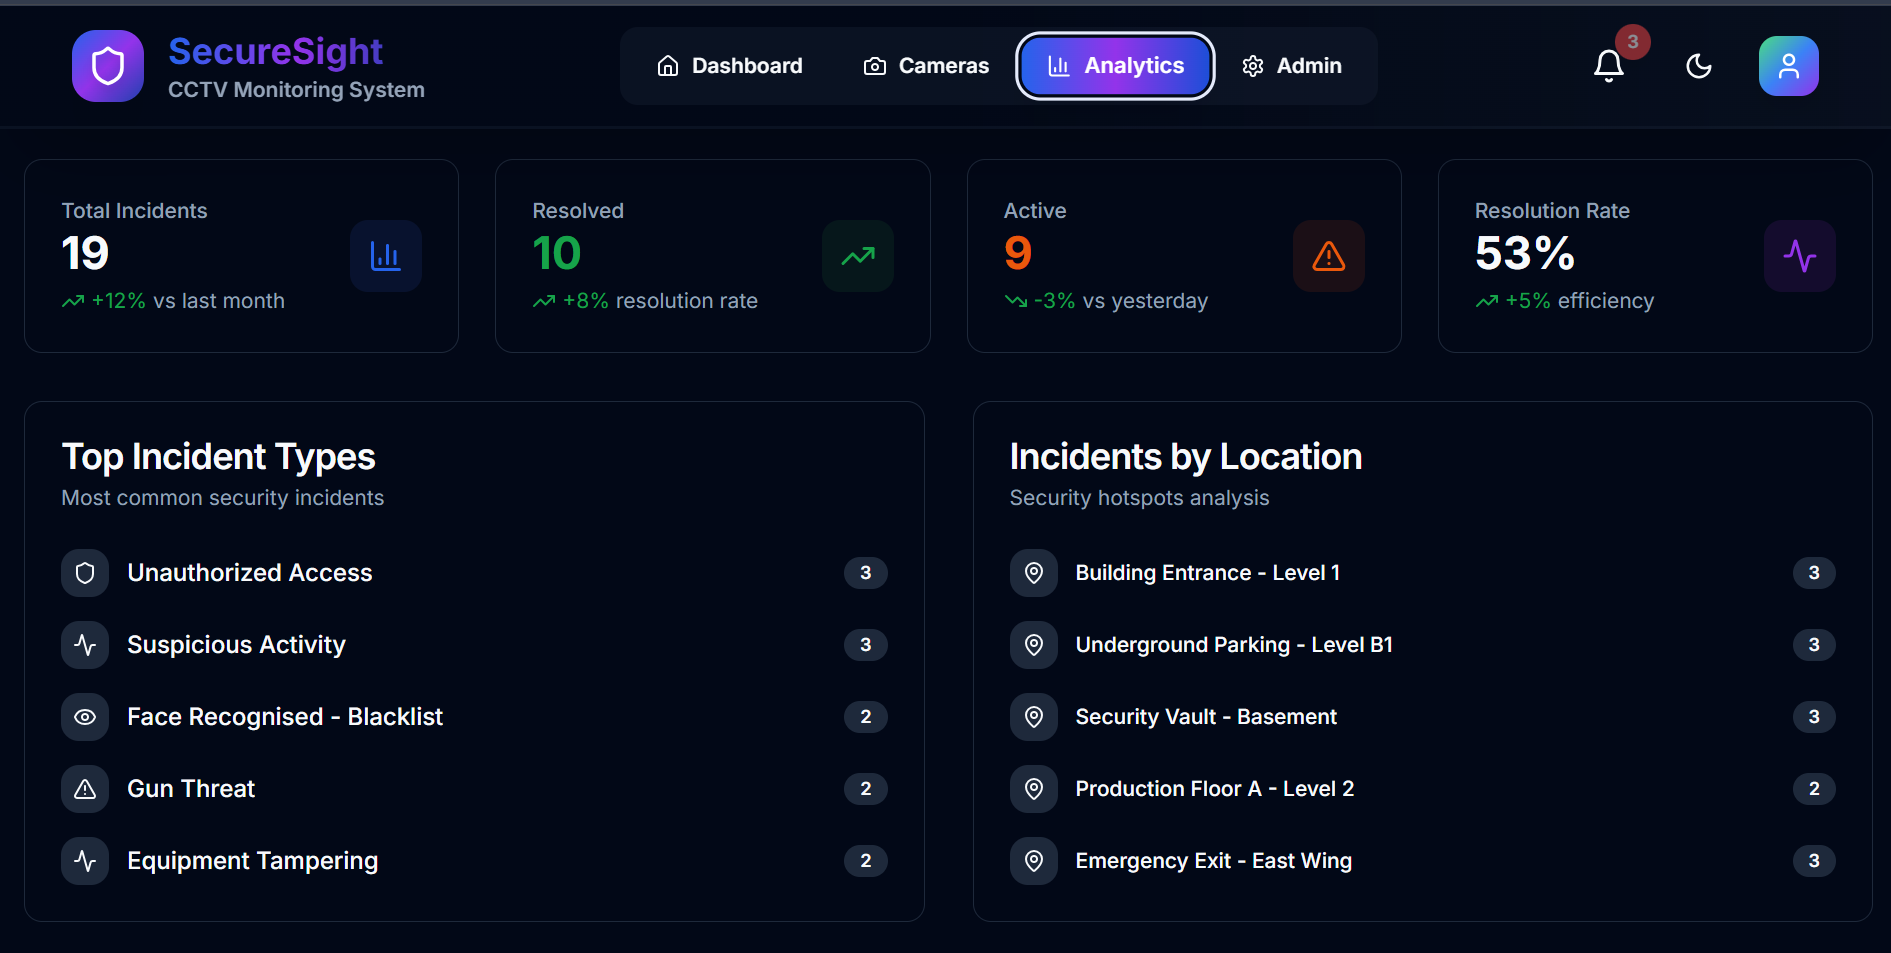 SecureSight
CCTV Monitoring System
Dashboard
Cameras
Analytics
Admin
3
Total Incidents
19
+12% vs last month
Resolved
10
+8% resolution rate
Active
9
-3% vs yesterday
Resolution Rate
53%
+5% efficiency
Top Incident Types
Most common security incidents
Unauthorized Access 3
Suspicious Activity 3
Face Recognised - Blacklist 2
Gun Threat 2
Equipment Tampering 2
Incidents by Location
Security hotspots analysis
Building Entrance - Level 1 3
Underground Parking - Level B1 3
Security Vault - Basement 3
Production Floor A - Level 2 2
Emergency Exit - East Wing 3